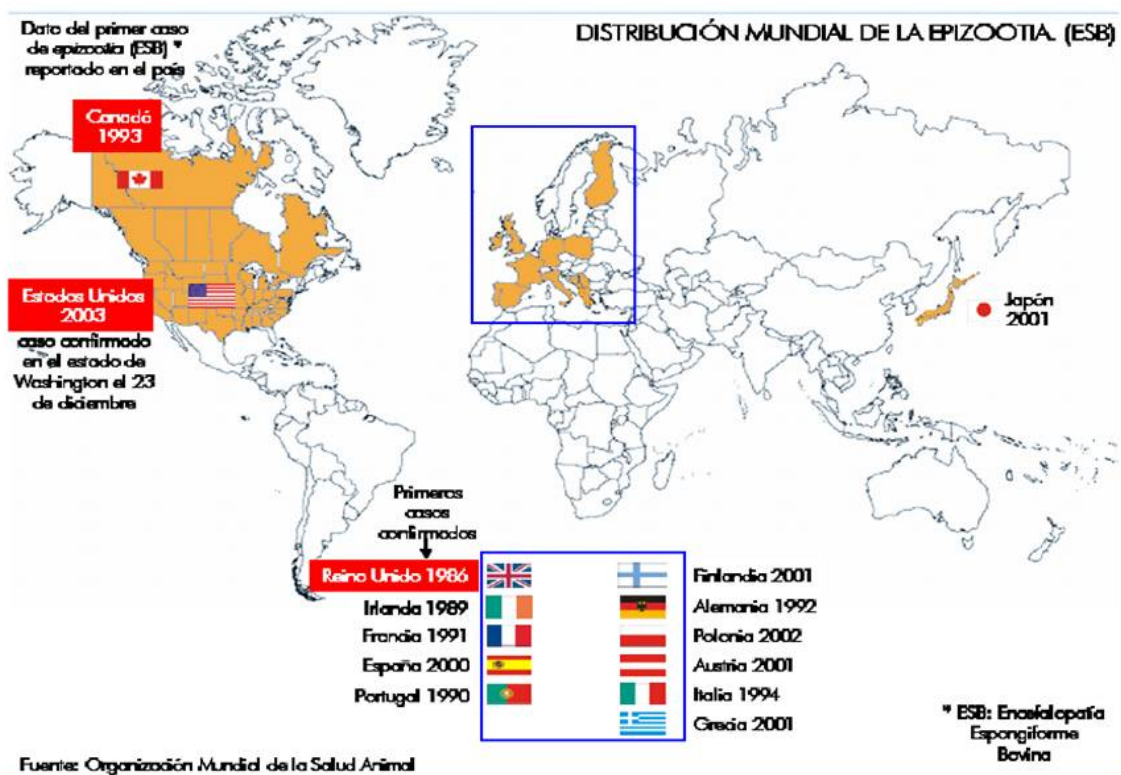 Dato del primer caso
de epizootia (ESB) *
reportado en el país
DISTRIBUCIÓN MUNDIAL DE LA EPIZOOTIA. (ESB)
Canadá
1993
Estados Unidos
2003
caso confirmado
en el estado de
Washington el 23
de diciembre
Japón
2001
Primeros
casos
confirmados
Reino Unido 1986
Irlanda 1989
Francia 1991
España 2000
Portugal 1990
Finlandia 2001
Alemania 1992
Polonia 2002
Austria 2001
Italia 1994
Grecia 2001
* ESB: Encefalopatía
Espongiforme
Bovina
Fuente: Organización Mundial de la Salud Animal